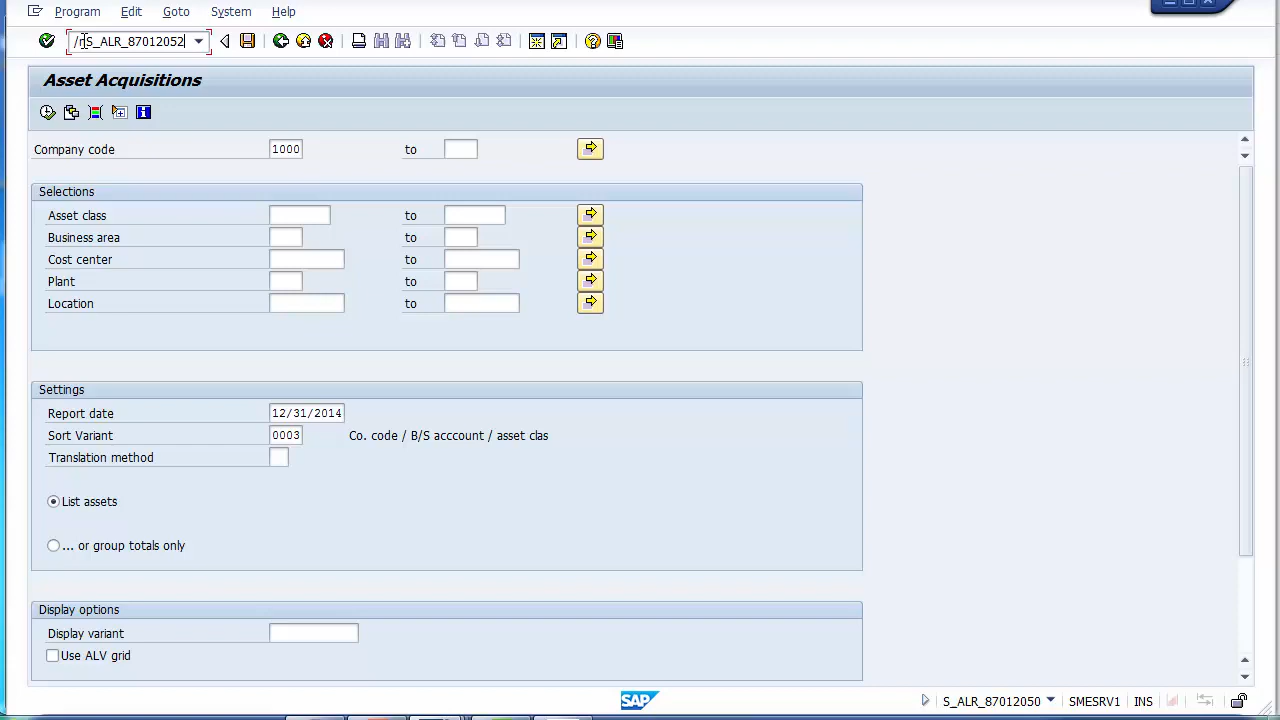 Program Edit Goto System Help
/nS_ALR_87012052
Asset Acquisitions
Company code 1000 to
Selections
Asset class to
Business area to
Cost center to
Plant to
Location to
Settings
Report date 12/31/2014
Sort Variant 0003 Co. code / B/S acccount / asset clas
Translation method
List assets
... or group totals only
Display options
Display variant
Use ALV grid
SAP S_ALR_87012050 SMESRV1 INS